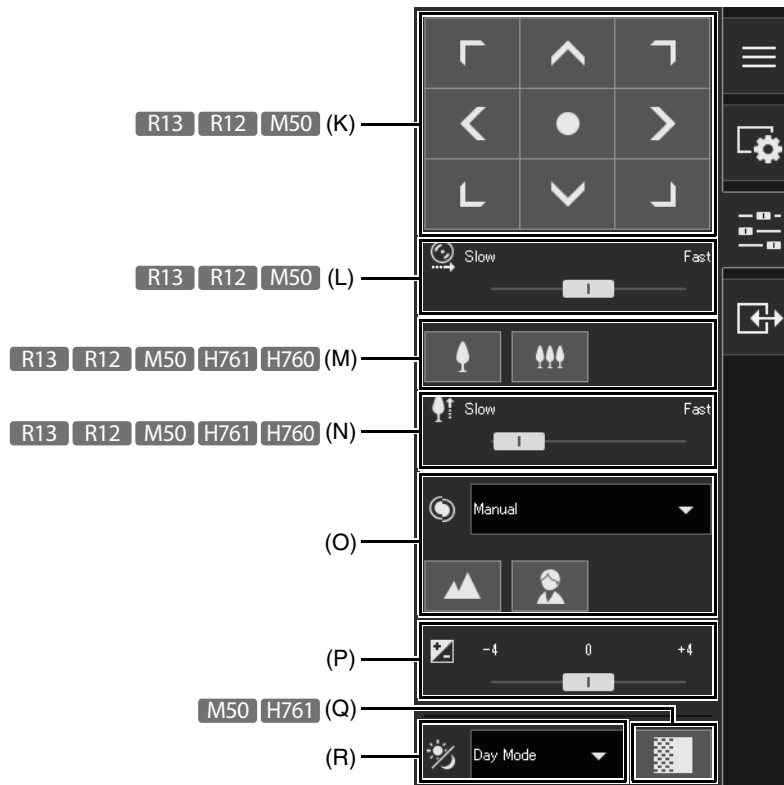 R13 R12 M50 (K)
Slow Fast
R13 R12 M50 (L)
R13 R12 M50 H761 H760 (M)
Slow Fast
R13 R12 M50 H761 H760 (N)
Manual
(O)
-4 0 +4
(P)
M50 H761 (Q)
(R)
Day Mode